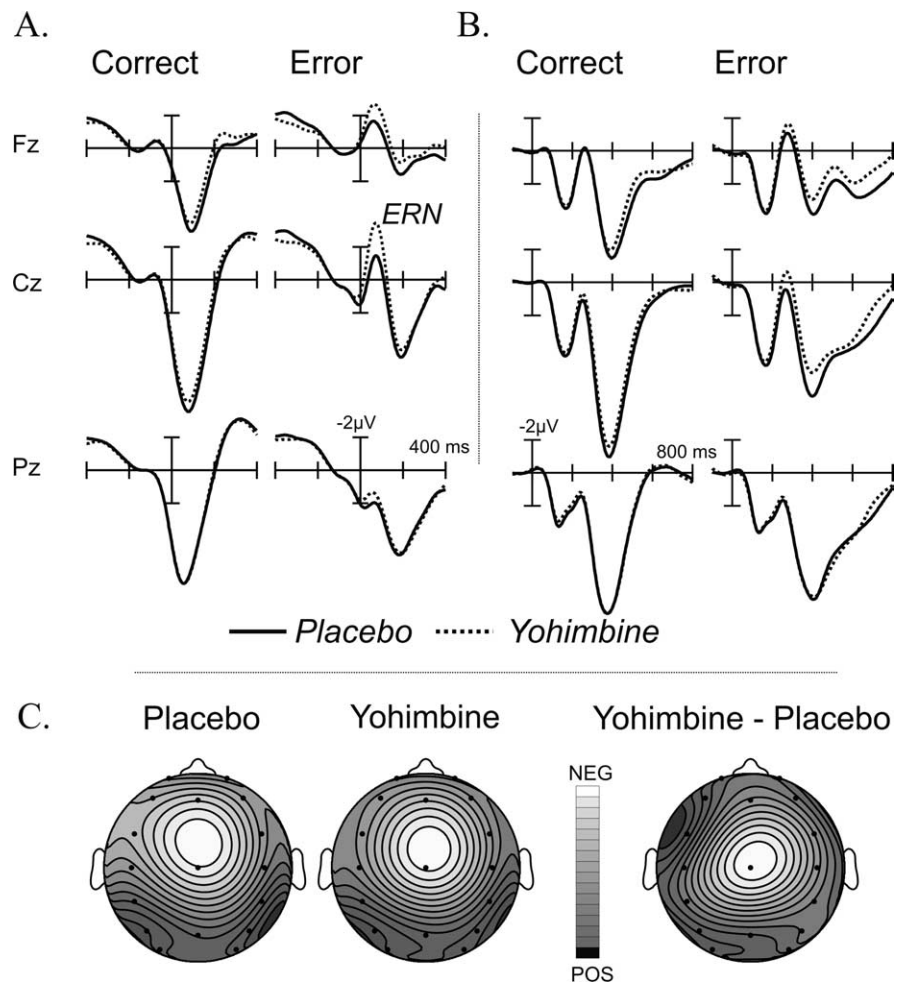 A.
B.
Correct Error
Correct Error
Fz
ERN
Cz
-2µV
400 ms
-2µV
800 ms
Pz
Placebo Yohimbine
C.
Placebo Yohimbine Yohimbine - Placebo
NEG
POS